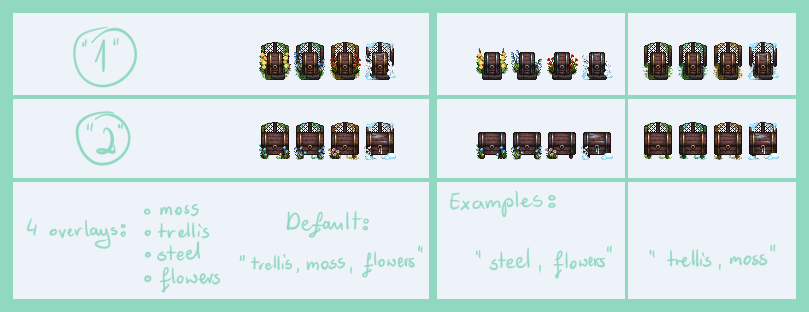 "1"
"2"
4 overlays:
• moss
• trellis
• steel
• flowers
Default:
"trellis, moss, flowers"
Examples:
"steel, flowers"
"trellis, moss"